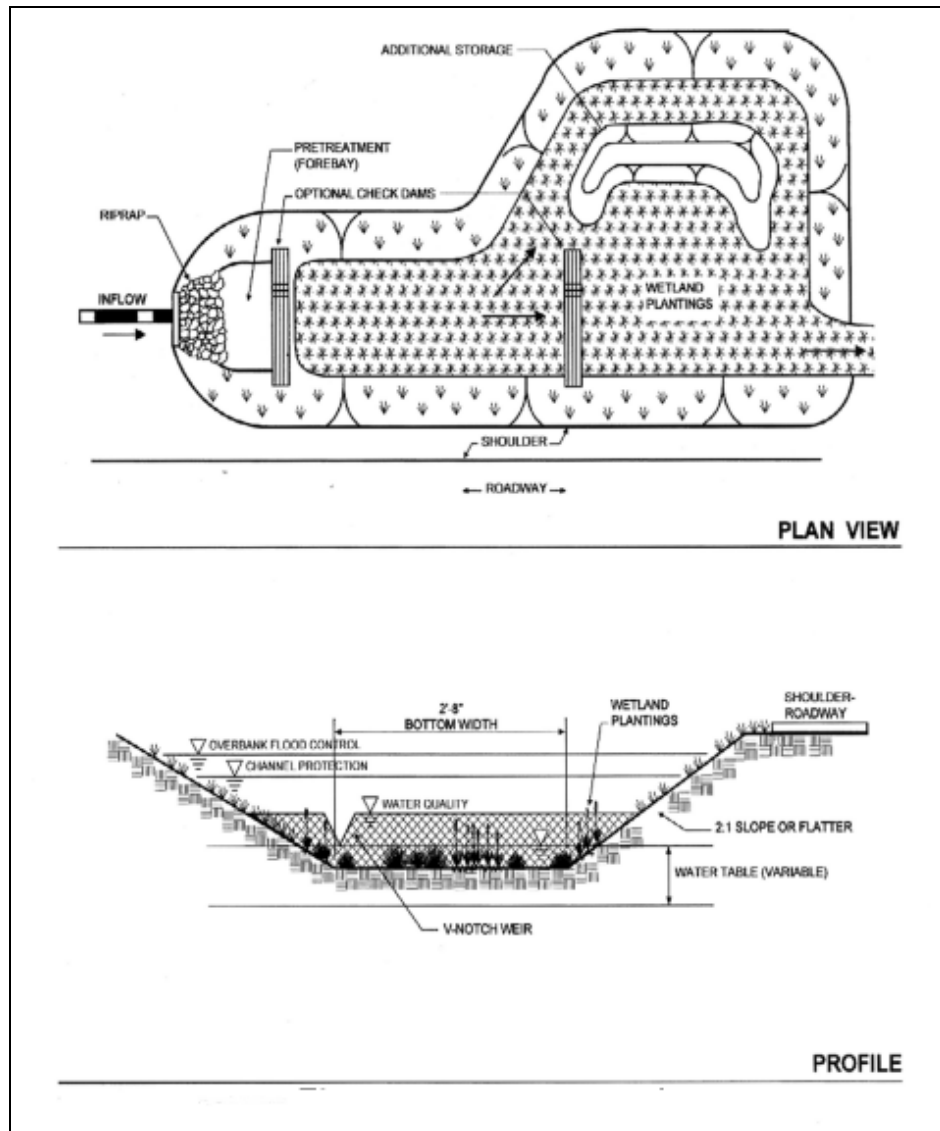 ADDITIONAL STORAGE
PRETREATMENT
(FOREBAY)
OPTIONAL CHECK DAMS
RIPRAP
INFLOW
WETLAND
PLANTINGS
SHOULDER
ROADWAY
PLAN VIEW
2'-8"
BOTTOM WIDTH
WETLAND
PLANTINGS
SHOULDER-
ROADWAY
OVERBANK FLOOD CONTROL
CHANNEL PROTECTION
WATER QUALITY
2:1 SLOPE OR FLATTER
WATER TABLE (VARIABLE)
V-NOTCH WEIR
PROFILE